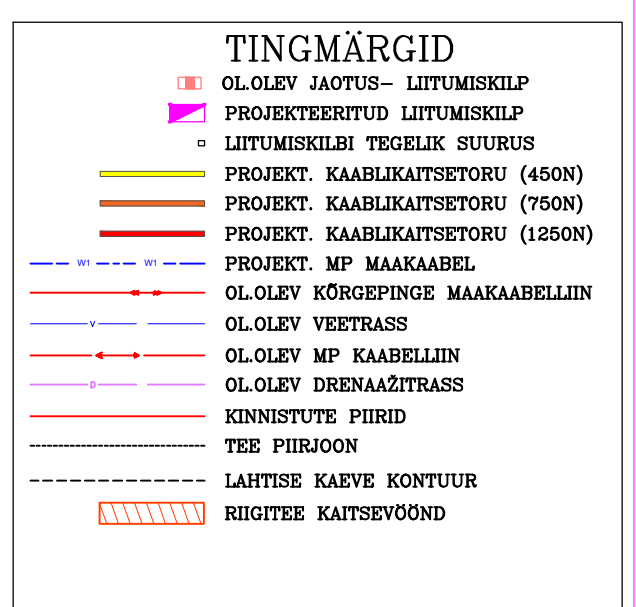 TINGMÄRGID
OL.OLEV JAOTUS- LIITUMISKILP
PROJEKTEERITUD LIITUMISKILP
LIITUMISKILBI TEGELIK SUURUS
PROJEKT. KAABLIKAITSETORU (450N)
PROJEKT. KAABLIKAITSETORU (750N)
PROJEKT. KAABLIKAITSETORU (1250N)
W1 W1 PROJEKT. MP MAAKAABEL
OL.OLEV KÕRGEPINGE MAAKAABELLIIN
V OL.OLEV VEETRASS
OL.OLEV MP KAABELLIIN
D OL.OLEV DRENAAŽITRASS
KINNISTUTE PIIRID
TEE PIIRJOON
LAHTISE KAEVE KONTUUR
RIIGITEE KAITSEVÖÖND